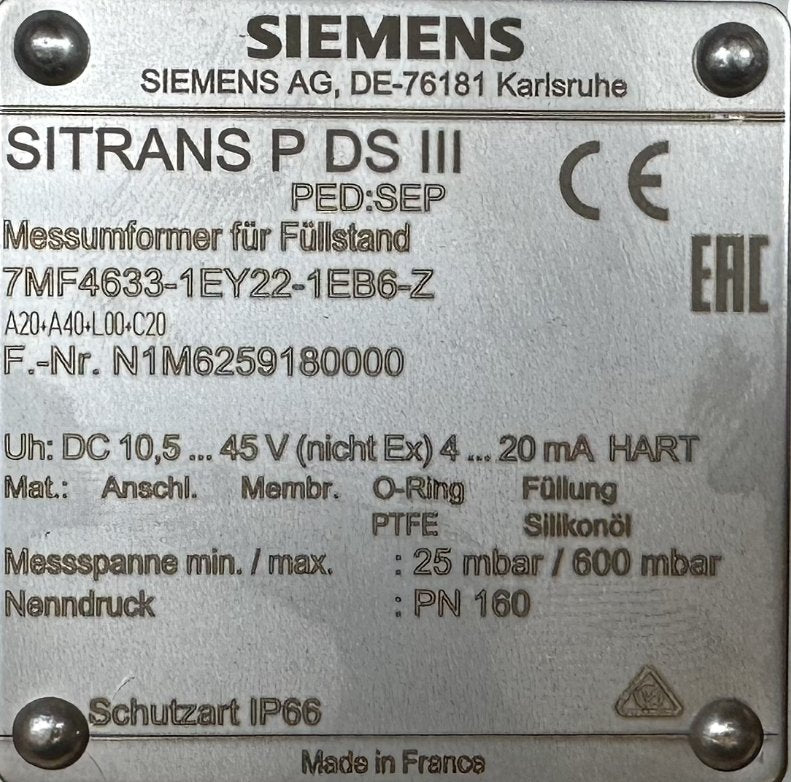 SIEMENS
SIEMENS AG, DE-76181 Karlsruhe
SITRANS P DS III
PED:SEP
CE
Messumformer für Füllstand
7MF4633-1EY22-1EB6-Z
EAC
A20+A40+L00+C20
F.-Nr. N1M6259180000
Uh: DC 10,5 ... 45 V (nicht Ex) 4 ... 20 mA HART
Mat.: Anschl. Membr. O-Ring Füllung
PTFE Silikonöl
Messspanne min. / max. : 25 mbar / 600 mbar
Nenndruck : PN 160
Schutzart IP66
Made in France